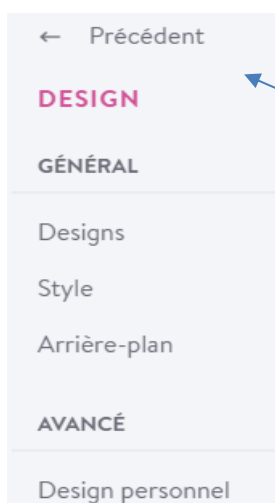 ← Précédent
DESIGN
GÉNÉRAL
Designs
Style
Arrière-plan
AVANCÉ
Design personnel